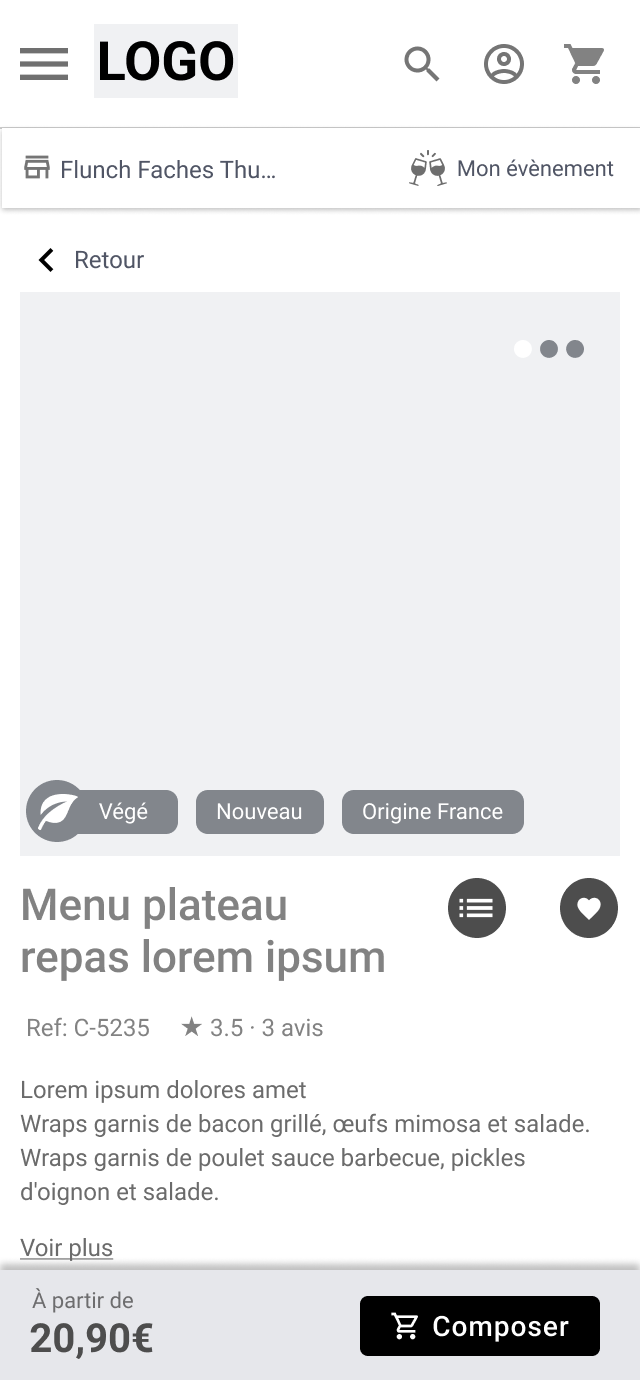 LOGO
Flunch Faches Thu...
Mon évènement
Retour
Végé
Nouveau
Origine France
Menu plateau
repas lorem ipsum
Ref: C-5235
★ 3.5 · 3 avis
Lorem ipsum dolores amet
Wraps garnis de bacon grillé, œufs mimosa et salade.
Wraps garnis de poulet sauce barbecue, pickles
d'oignon et salade.
Voir plus
À partir de
20,90€
Composer